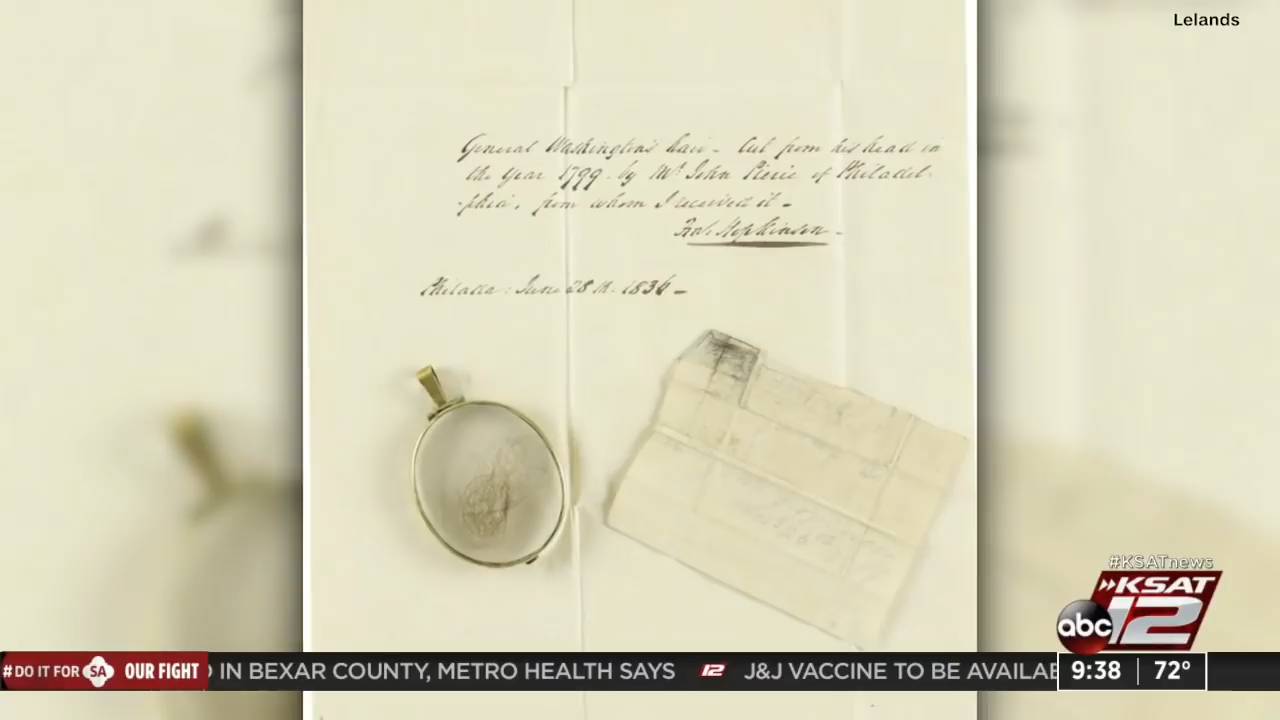 Lelands
General Washington's hair - Cut from his head in
the year 1799. by Mr John Pierie of Philadel-
-phia, from whom I received it -
Fra. Hopkinson -
Philada: June 28th. 1836 -
#KSATnews
KSAT
abc 12
#DO IT FOR SA OUR FIGHT IN BEXAR COUNTY, METRO HEALTH SAYS 12 J&J VACCINE TO BE AVAILAB 9:38 72°